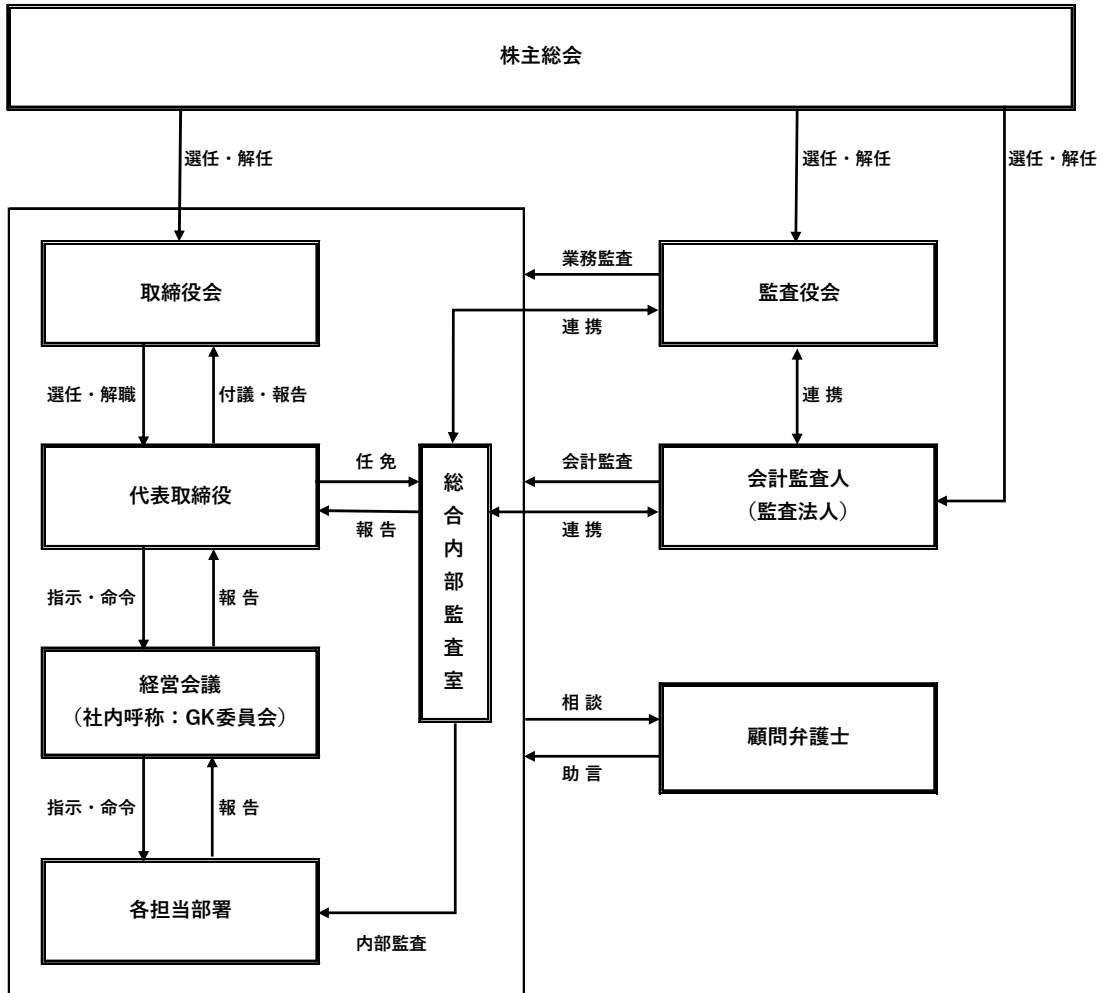 株主総会
選任・解任
選任・解任
選任・解任
取締役会
業務監査
監査役会
連 携
選任・解職
付議・報告
連 携
代表取締役
任 免
報 告
総合内部監査室
会計監査
連 携
会計監査人
（監査法人）
指示・命令
報 告
経営会議
（社内呼称：GK委員会）
相 談
助 言
顧問弁護士
指示・命令
報 告
各担当部署
内部監査